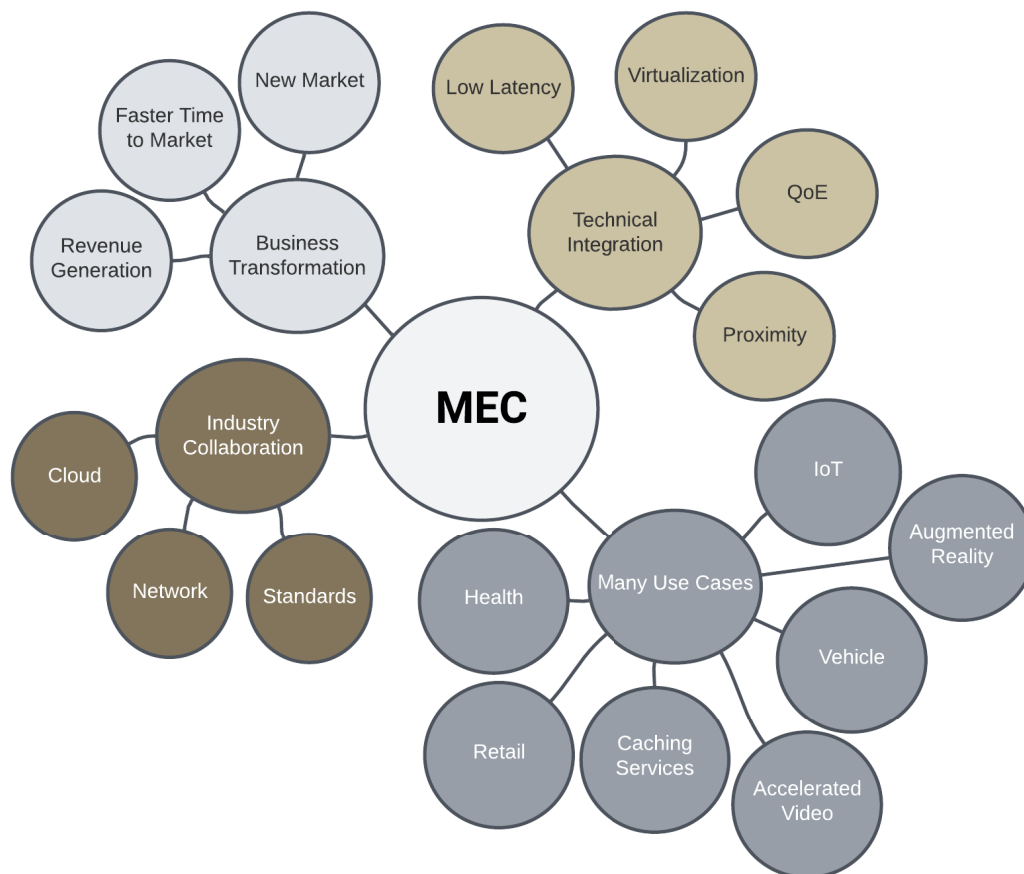 New Market
Faster Time
to Market
Revenue
Generation
Business
Transformation
Low Latency
Virtualization
QoE
Technical
Integration
Proximity
MEC
Industry
Collaboration
Cloud
Network
Standards
IoT
Augmented
Reality
Many Use Cases
Health
Vehicle
Retail
Caching
Services
Accelerated
Video